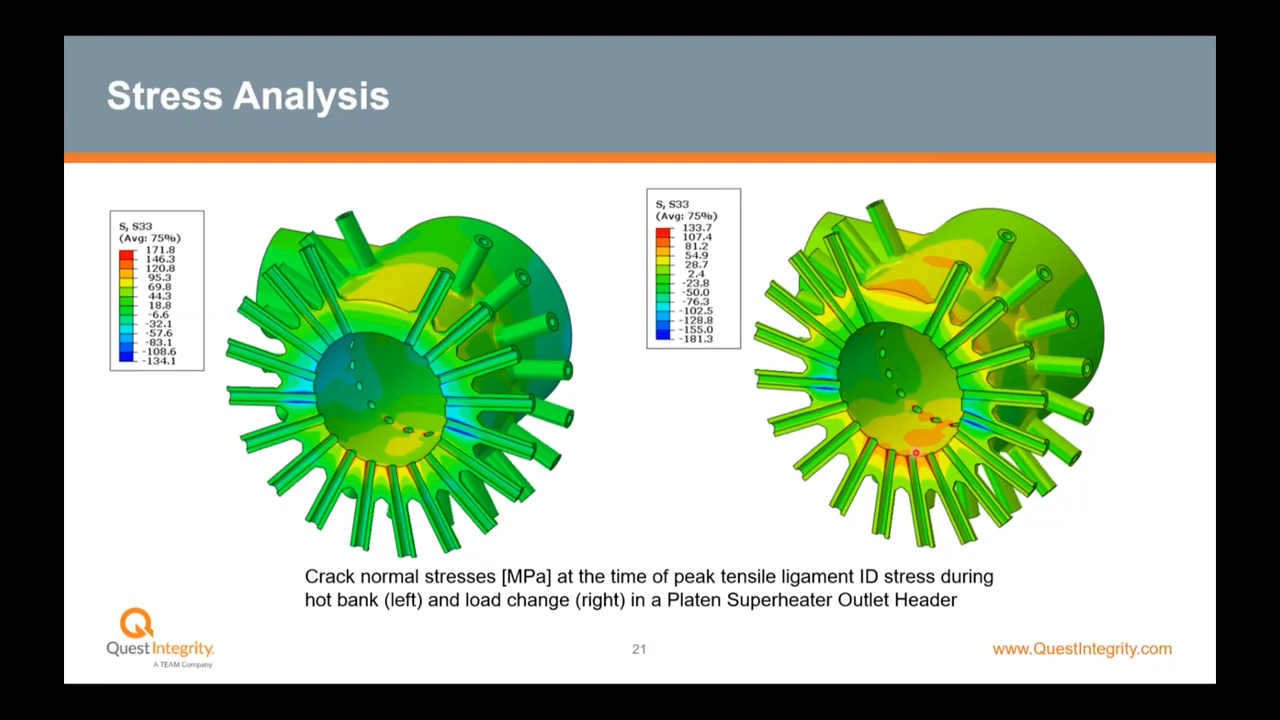 Stress Analysis
S, S33
(Avg: 75%)
171.8
146.3
120.8
95.3
69.8
44.3
18.8
-6.6
-32.1
-57.6
-83.1
-108.6
-134.1
S, S33
(Avg: 75%)
133.7
107.4
81.2
54.9
28.7
2.4
-23.8
-50.0
-76.3
-102.5
-128.8
-155.0
-181.3
Crack normal stresses [MPa] at the time of peak tensile ligament ID stress during
hot bank (left) and load change (right) in a Platen Superheater Outlet Header
QuestIntegrity.
A TEAM Company
21
www.QuestIntegrity.com